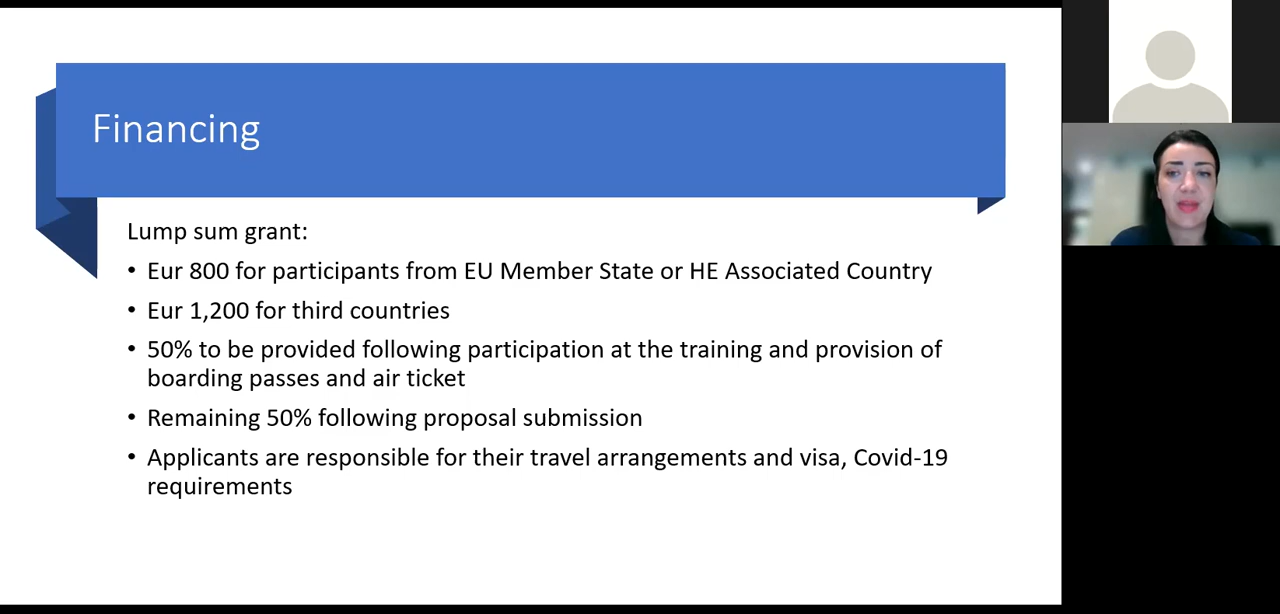 Financing
Lump sum grant:
• Eur 800 for participants from EU Member State or HE Associated Country
• Eur 1,200 for third countries
• 50% to be provided following participation at the training and provision of
boarding passes and air ticket
• Remaining 50% following proposal submission
• Applicants are responsible for their travel arrangements and visa, Covid-19
requirements